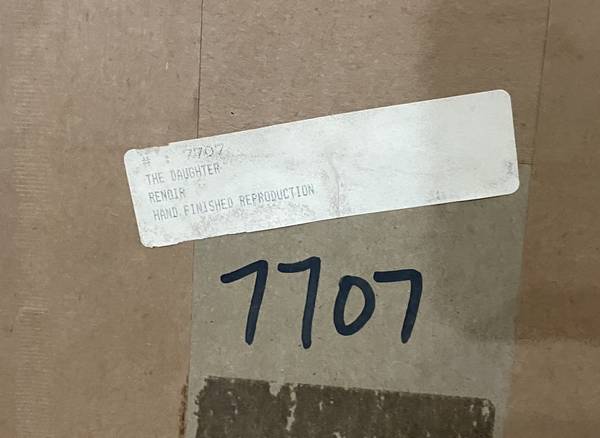 # : 7707
THE DAUGHTER
RENOIR
HAND FINISHED REPRODUCTION
7707